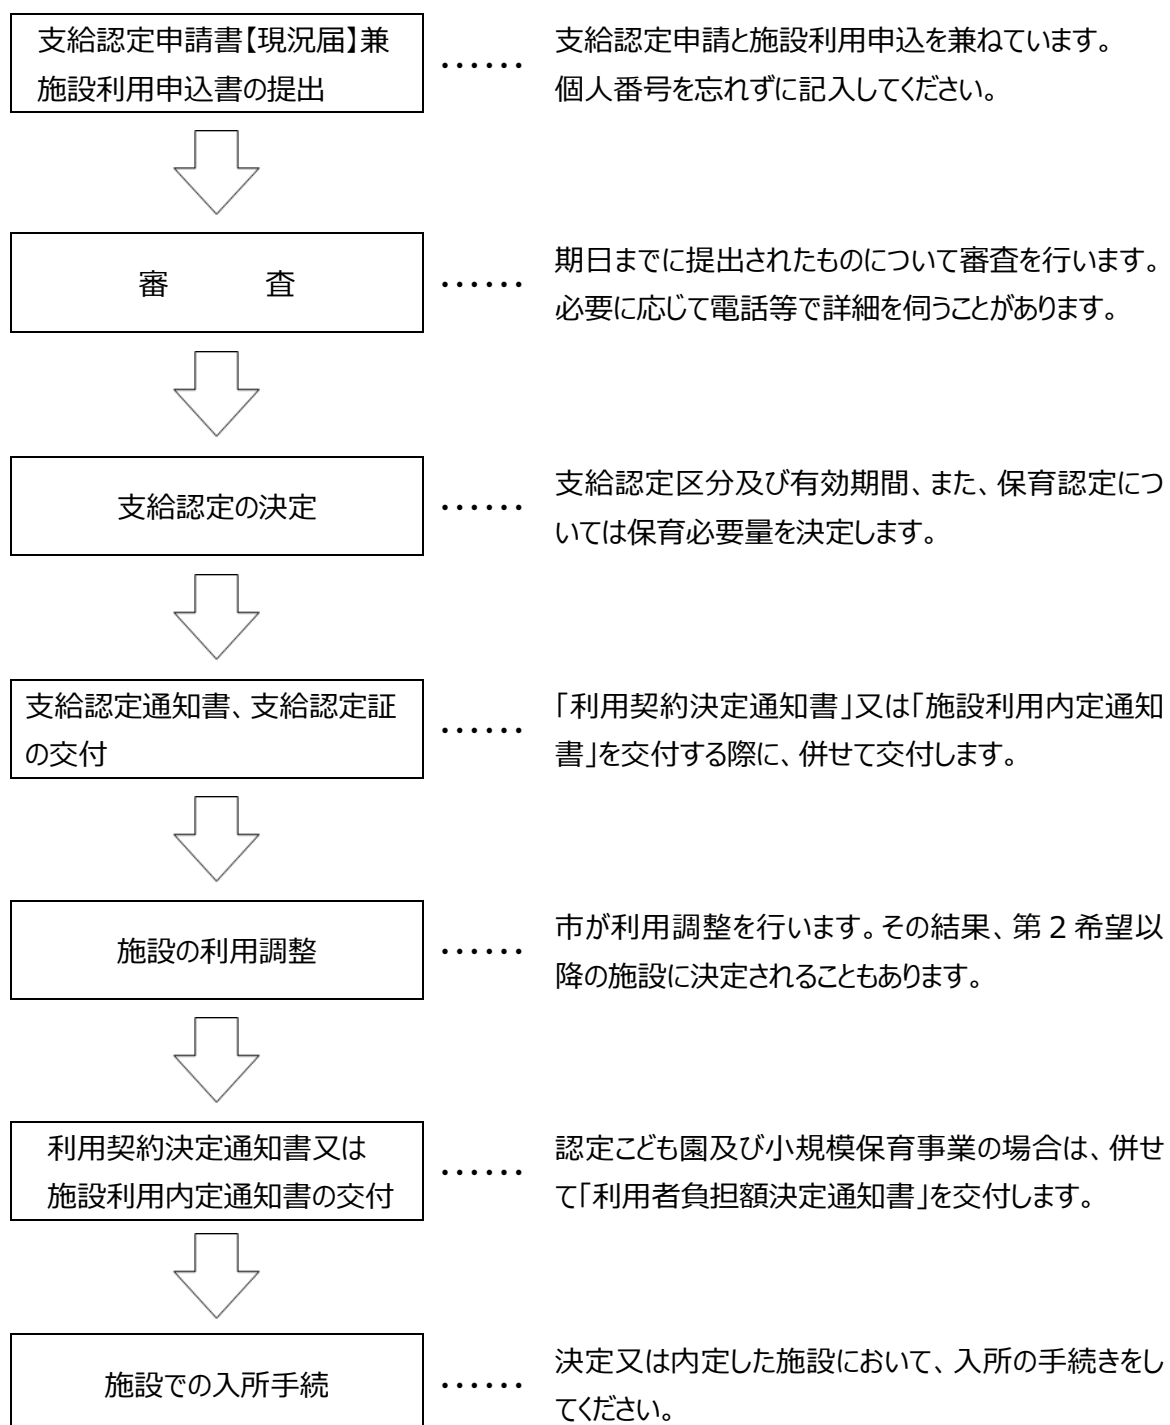 支給認定申請書【現況届】兼
施設利用申込書の提出
……
支給認定申請と施設利用申込を兼ねています。
個人番号を忘れずに記入してください。
審　　　査
……
期日までに提出されたものについて審査を行います。
必要に応じて電話等で詳細を伺うことがあります。
支給認定の決定
……
支給認定区分及び有効期間、また、保育認定につ
いては保育必要量を決定します。
支給認定通知書、支給認定証
の交付
……
「利用契約決定通知書」又は「施設利用内定通知
書」を交付する際に、併せて交付します。
施設の利用調整
……
市が利用調整を行います。その結果、第 2 希望以
降の施設に決定されることもあります。
利用契約決定通知書又は
施設利用内定通知書の交付
……
認定こども園及び小規模保育事業の場合は、併せ
て「利用者負担額決定通知書」を交付します。
施設での入所手続
……
決定又は内定した施設において、入所の手続きをし
てください。